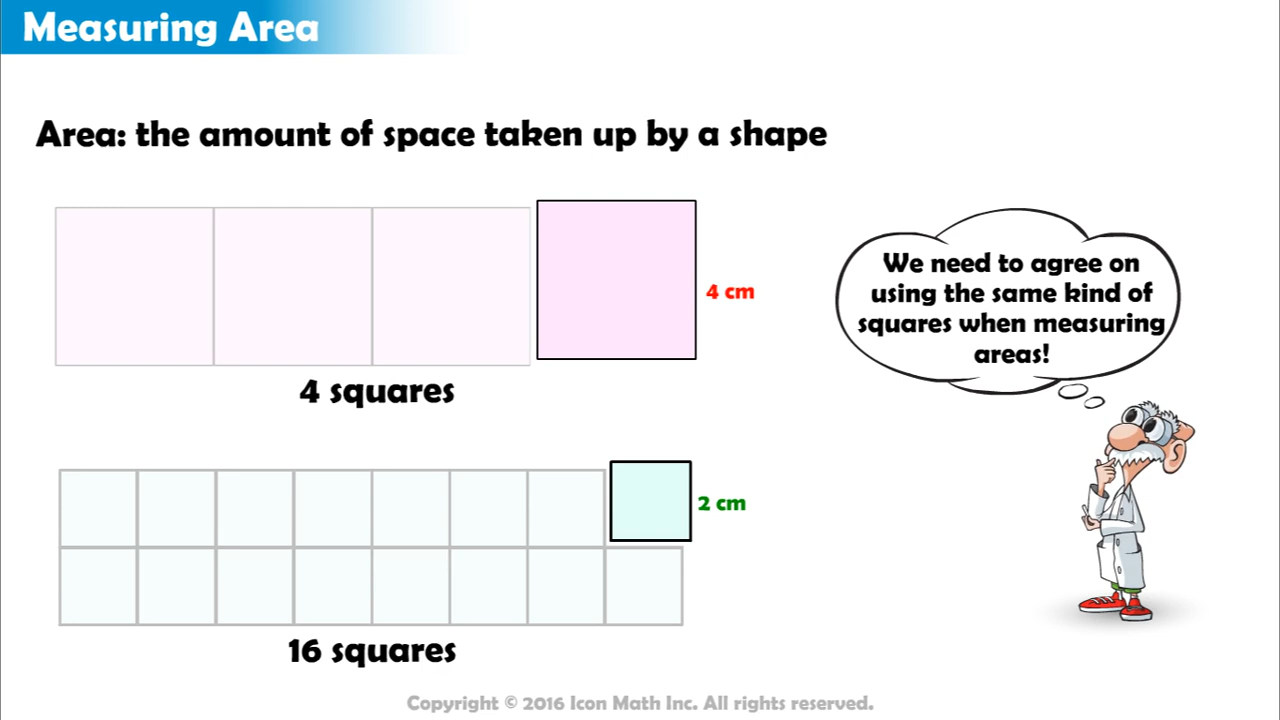 Measuring Area
Area: the amount of space taken up by a shape
4 cm
We need to agree on
using the same kind of
squares when measuring
areas!
4 squares
2 cm
16 squares
Copyright © 2016 Icon Math Inc. All rights reserved.